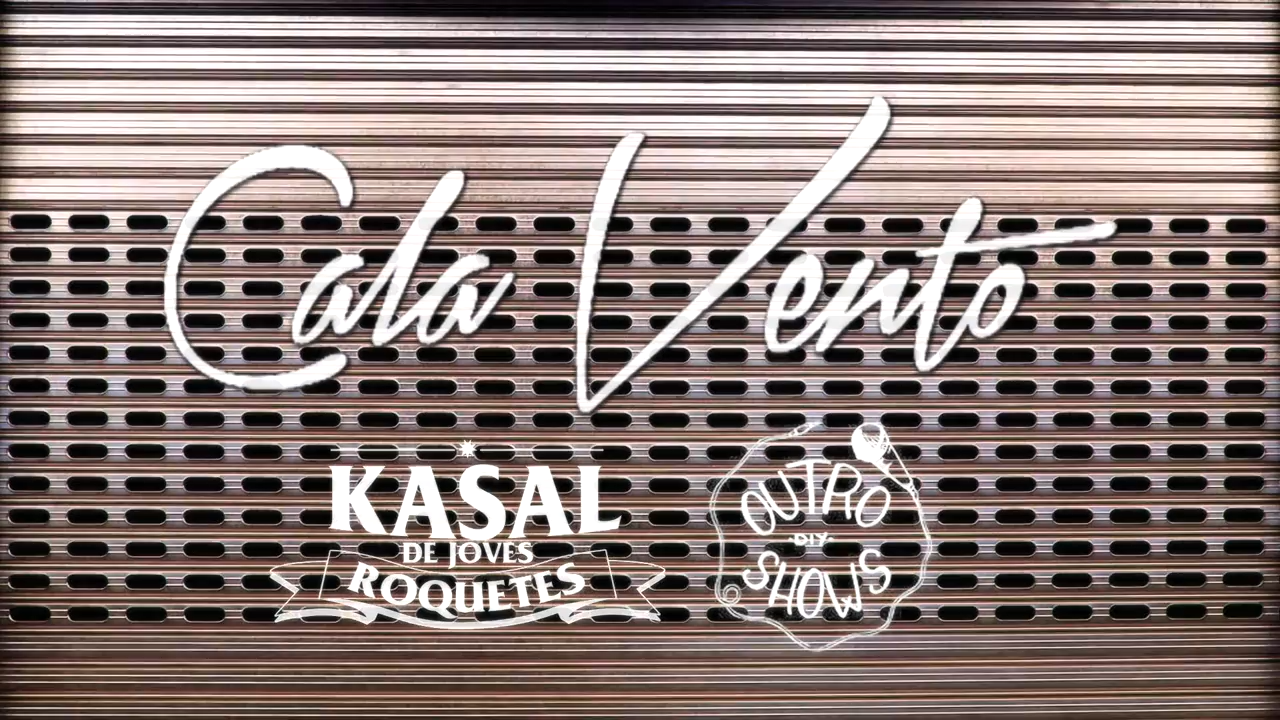 Cala Vento
KASAL
DE JOVES
ROQUETES
OUTRO
·DIY·
SHOWS